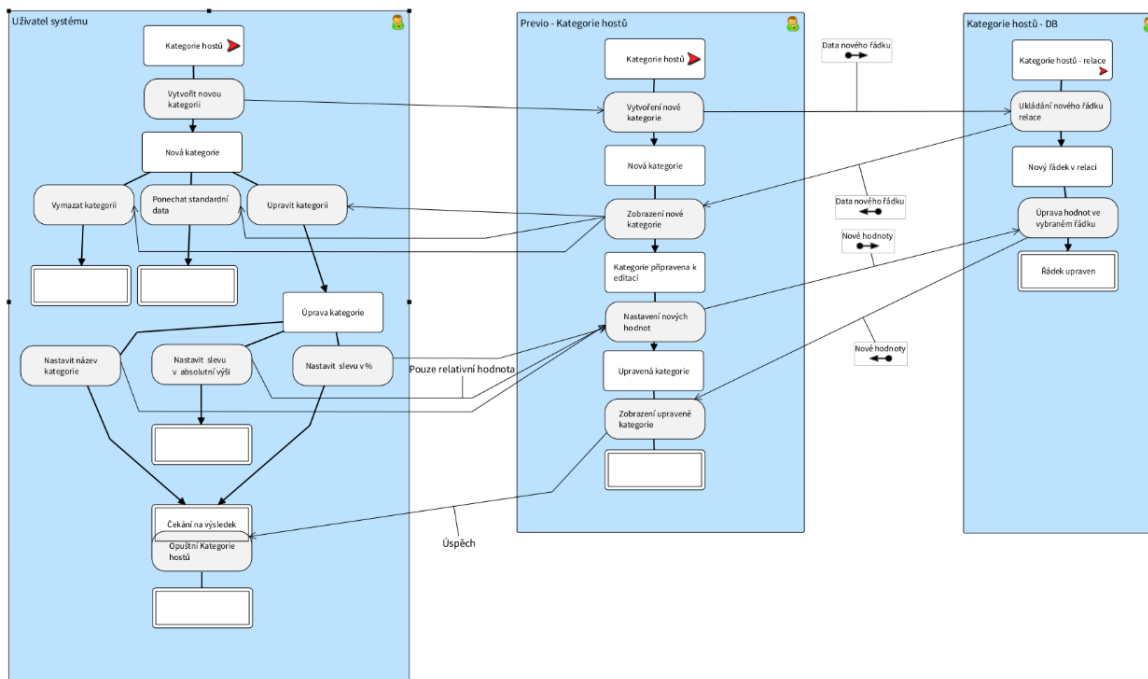 Uživatel systému
Kategorie hostů
Vytvořit novou
kategorii
Nová kategorie
Vymazat kategorii
Ponechat standardní
data
Upravit kategorii
Úprava kategorie
Nastavit název
kategorie
Nastavit slevu
v absolutní výši
Nastavit slevu v %
Čekání na výsledek
Opuštní Kategorie
hostů
Pouze relativní hodnota
Úspěch
Previo - Kategorie hostů
Kategorie hostů
Vytvoření nové
kategorie
Nová kategorie
Zobrazení nové
kategorie
Kategorie připravena k
editaci
Nastavení nových
hodnot
Upravená kategorie
Zobrazení upravené
kategorie
Data nového řádku
Data nového řádku
Nové hodnoty
Nové hodnoty
Kategorie hostů - DB
Kategorie hostů - relace
Ukládání nového řádku
relace
Nový řádek v relaci
Úprava hodnot ve
vybraném řádku
Řádek upraven